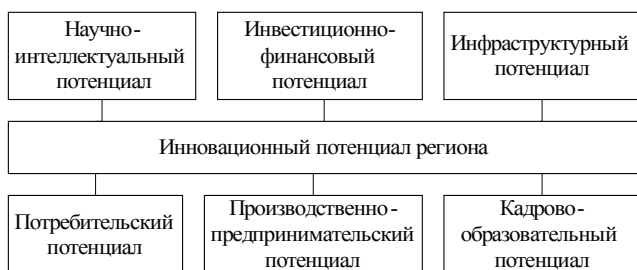 Научно-
интеллектуальный
потенциал
Инвестиционно-
финансовый
потенциал
Инфраструктурный
потенциал
Инновационный потенциал региона
Потребительский
потенциал
Производственно-
предпринимательский
потенциал
Кадрово-
образовательный
потенциал